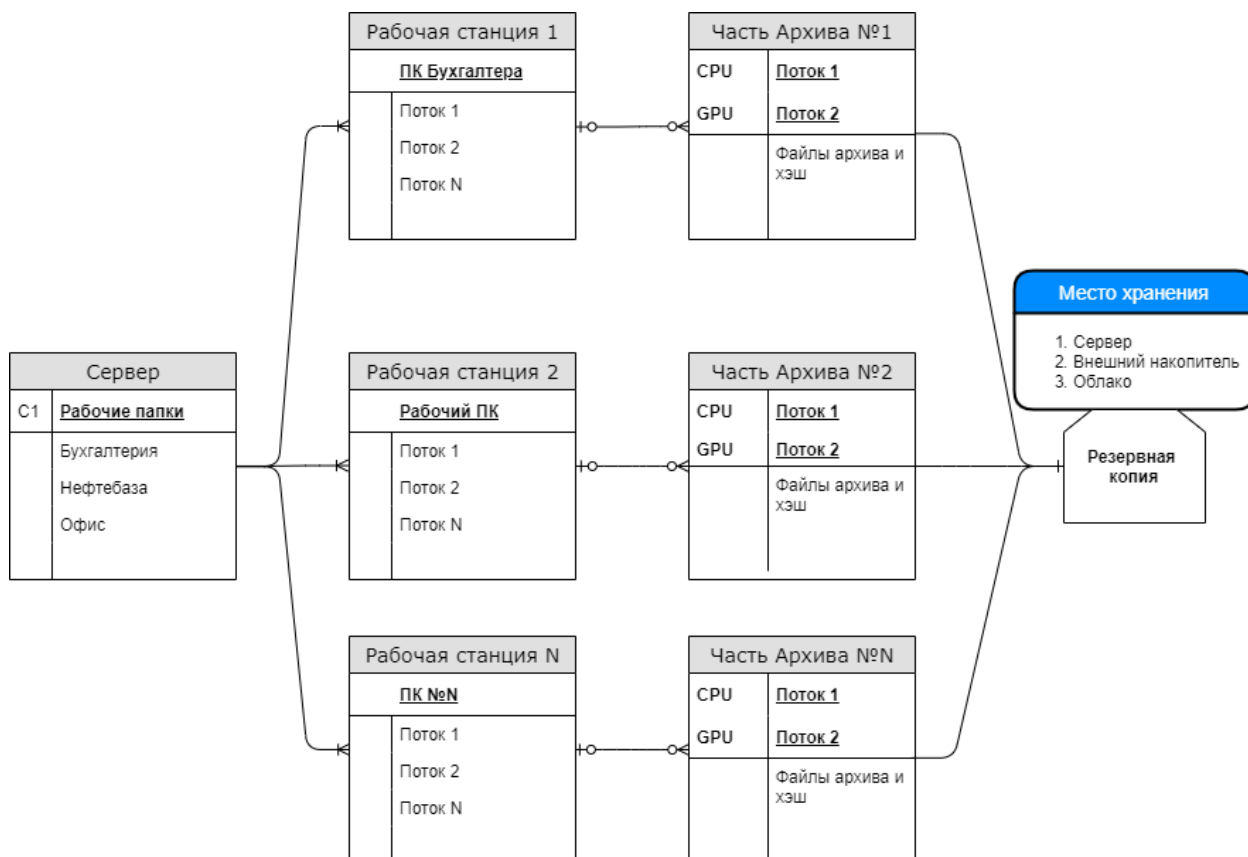 Рабочая станция 1
ПК Бухгалтера
Поток 1
Поток 2
Поток N
Часть Архива №1
CPU Поток 1
GPU Поток 2
Файлы архива и
хэш
Место хранения
1. Сервер
2. Внешний накопитель
3. Облако
Резервная
копия
Сервер
C1 Рабочие папки
Бухгалтерия
Нефтебаза
Офис
Рабочая станция 2
Рабочий ПК
Поток 1
Поток 2
Поток N
Часть Архива №2
CPU Поток 1
GPU Поток 2
Файлы архива и
хэш
Рабочая станция N
ПК №N
Поток 1
Поток 2
Поток N
Часть Архива №N
CPU Поток 1
GPU Поток 2
Файлы архива и
хэш